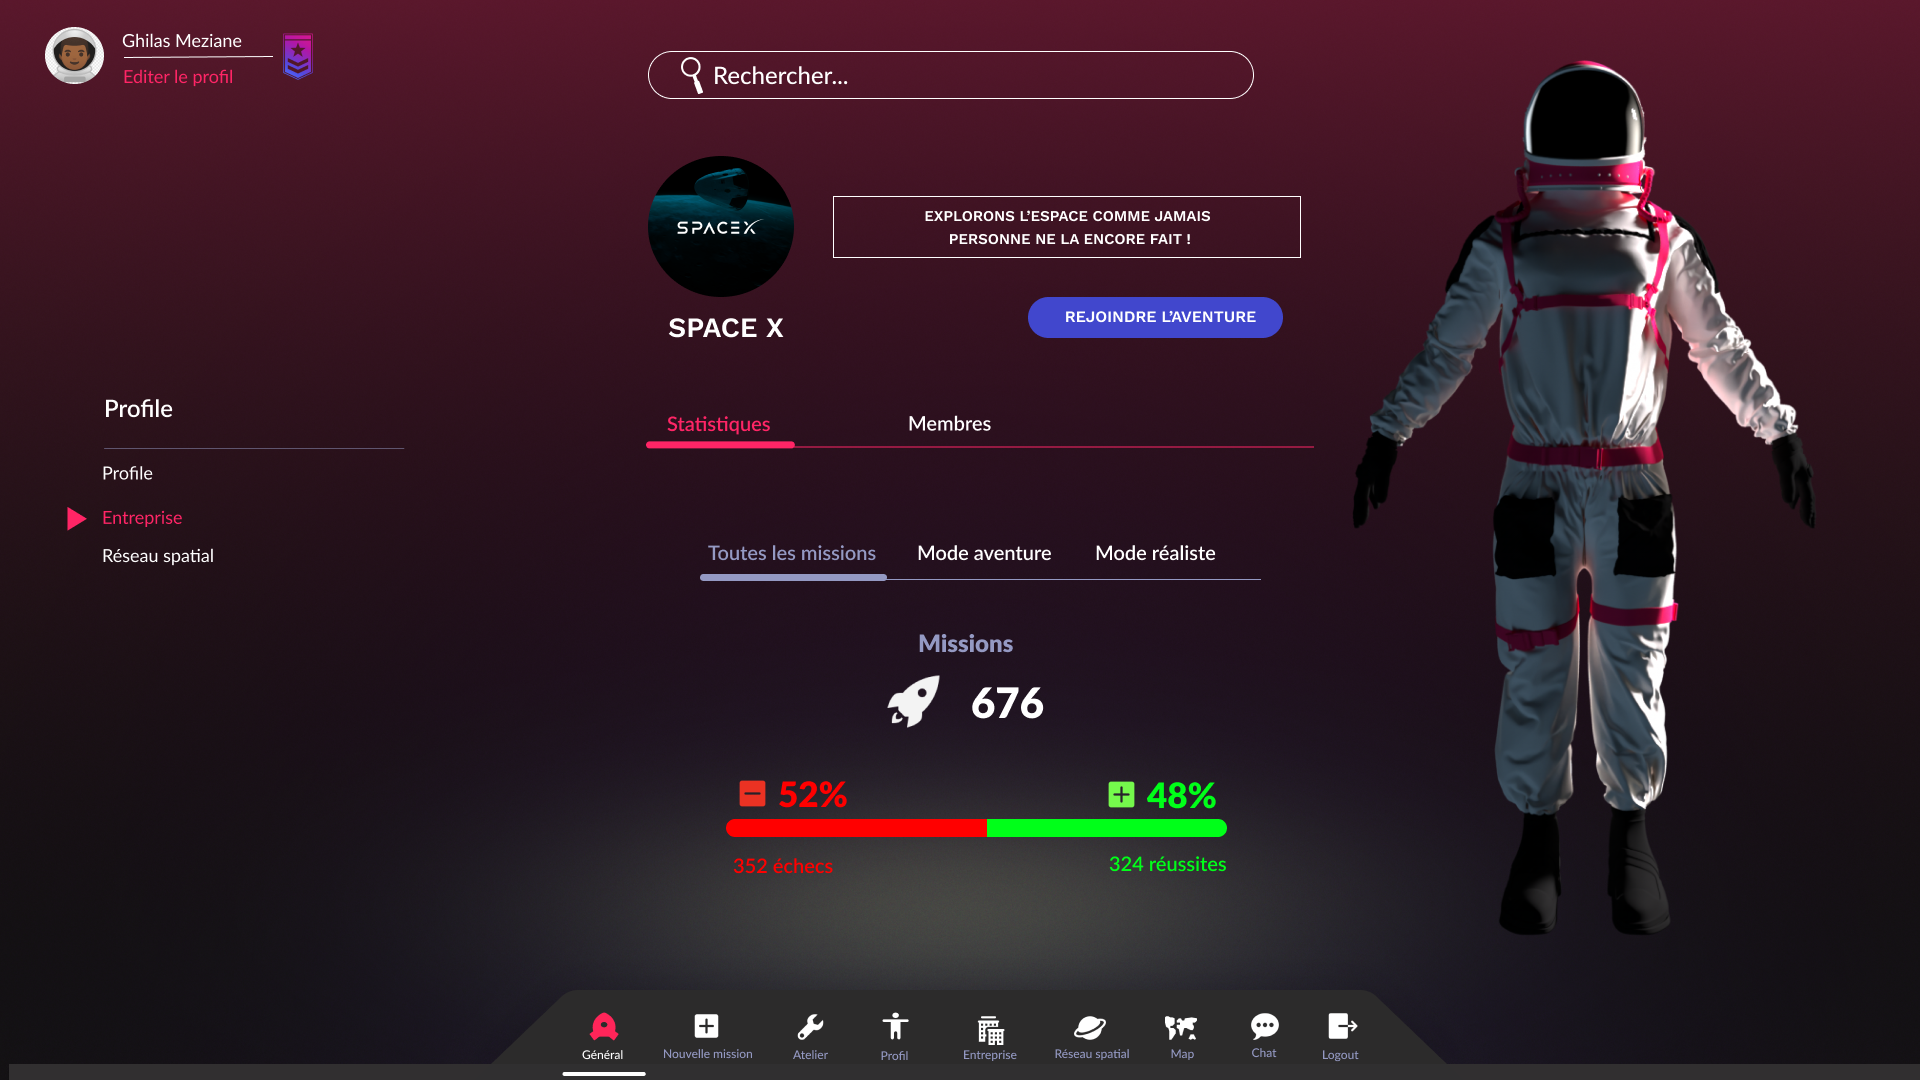 Ghilas Meziane
Editer le profil
Rechercher...
SPACEX
EXPLORONS L'ESPACE COMME JAMAIS
PERSONNE NE LA ENCORE FAIT !
SPACE X
REJOINDRE L'AVENTURE
Profile
Profile
Entreprise
Réseau spatial
Statistiques
Membres
Toutes les missions
Mode aventure
Mode réaliste
Missions
676
52%
48%
352 échecs
324 réussites
Général
Nouvelle mission
Atelier
Profil
Entreprise
Réseau spatial
Map
Chat
Logout